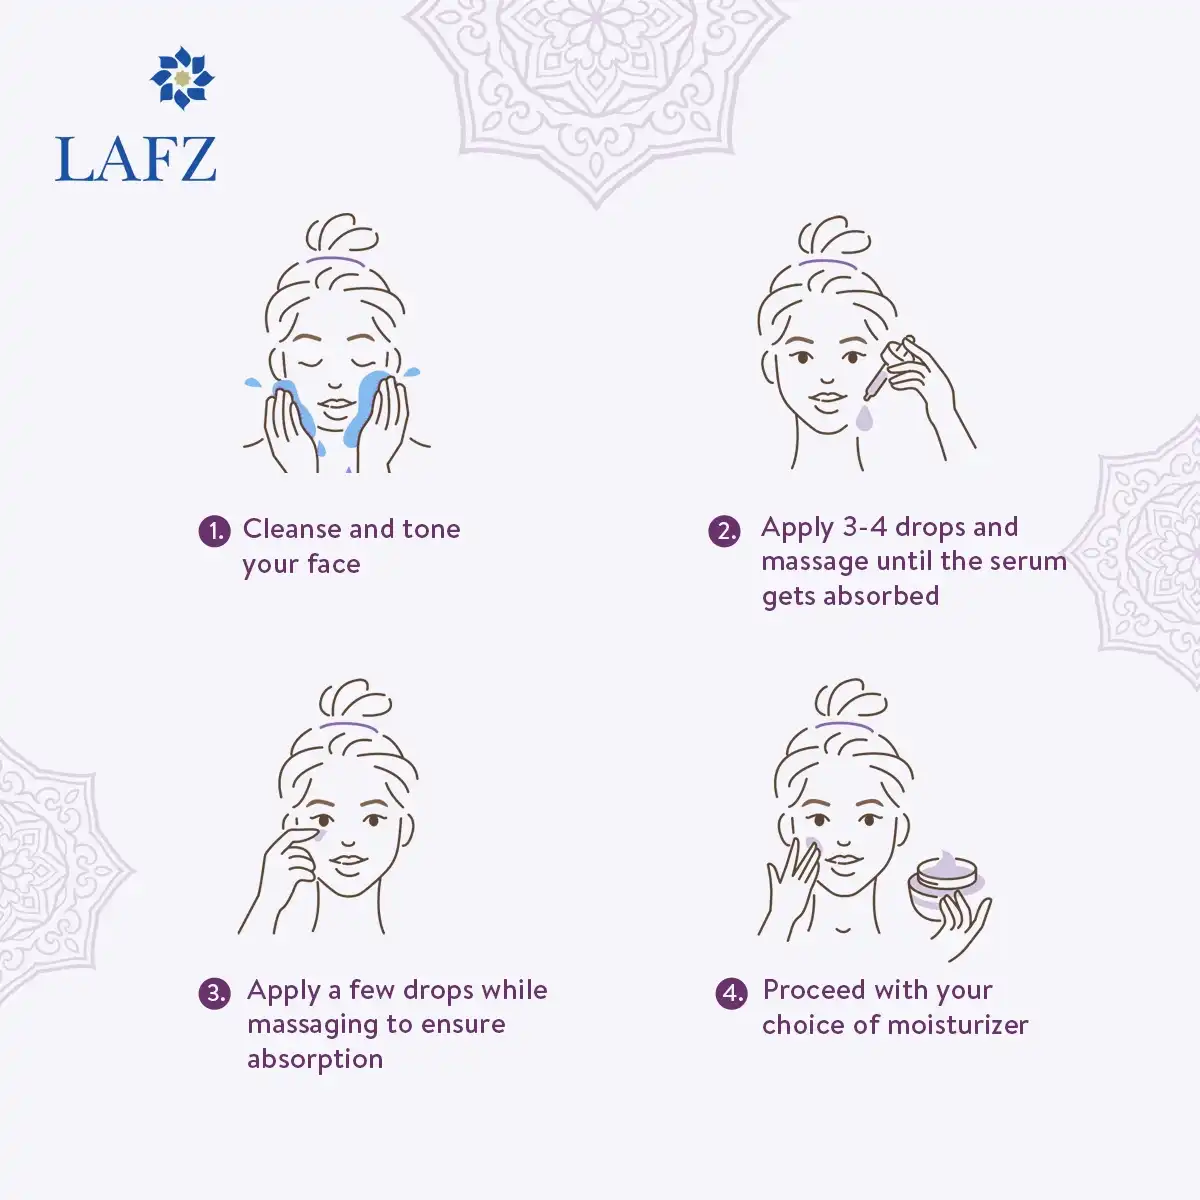 LAFZ
1. Cleanse and tone
your face
2. Apply 3-4 drops and
massage until the serum
gets absorbed
3. Apply a few drops while
massaging to ensure
absorption
4. Proceed with your
choice of moisturizer